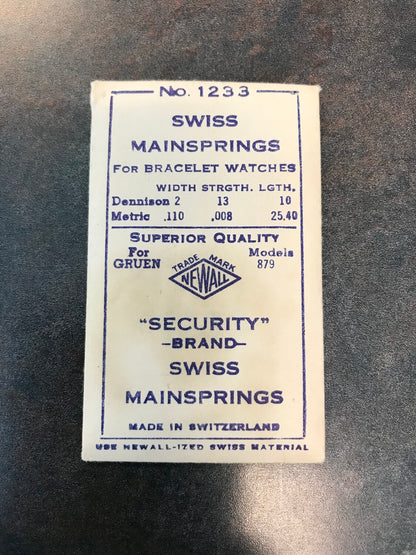 No. 1233
SWISS
MAINSPRINGS
FOR BRACELET WATCHES
WIDTH STRGTH. LGTH.
Dennison 2 13 10
Metric .110 .008 25.40
SUPERIOR QUALITY
For GRUEN
TRADE MARK
NEWALL
Models 879
"SECURITY"
-BRAND-
SWISS
MAINSPRINGS
MADE IN SWITZERLAND
USE NEWALL-IZED SWISS MATERIAL